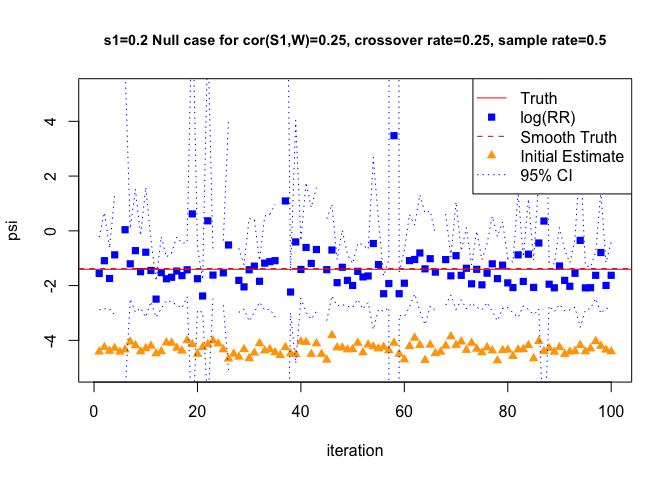 s1=0.2 Null case for cor(S1,W)=0.25, crossover rate=0.25, sample rate=0.5
Truth
log(RR)
Smooth Truth
Initial Estimate
95% CI
psi
4
2
0
-2
-4
0
20
40
60
80
100
iteration